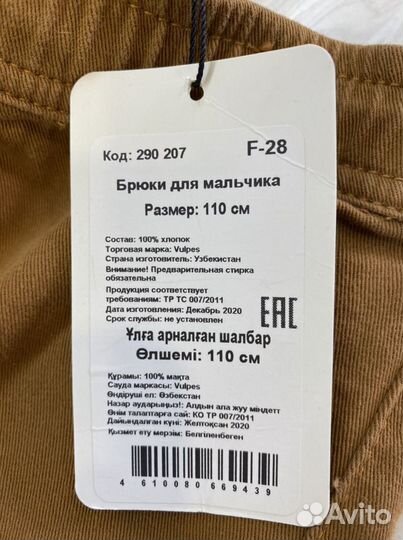 Код: 290 207 F-28
Брюки для мальчика
Размер: 110 см
Состав: 100% хлопок
Торговая марка: Vulpes
Страна изготовитель: Узбекистан
Внимание! Предварительная стирка
обязательна
Продукция соответствует
требованиям: ТР ТС 007/2011
Дата изготовления: Декабрь 2020
Срок службы: не установлен
EAC
Ұлға арналған шалбар
Өлшемі: 110 см
Құрамы: 100% мақта
Сауда маркасы: Vulpes
Өндіруші ел: Өзбекстан
Назар аударыңыз!: Алдын ала жуу міндетт
Өнім талаптарға сай: КО ТР 007/2011
Дайындалған күні: Желтоқсан 2020
Қызмет ету мерзім: Белгіленбеген
4 610080 669439
Avito